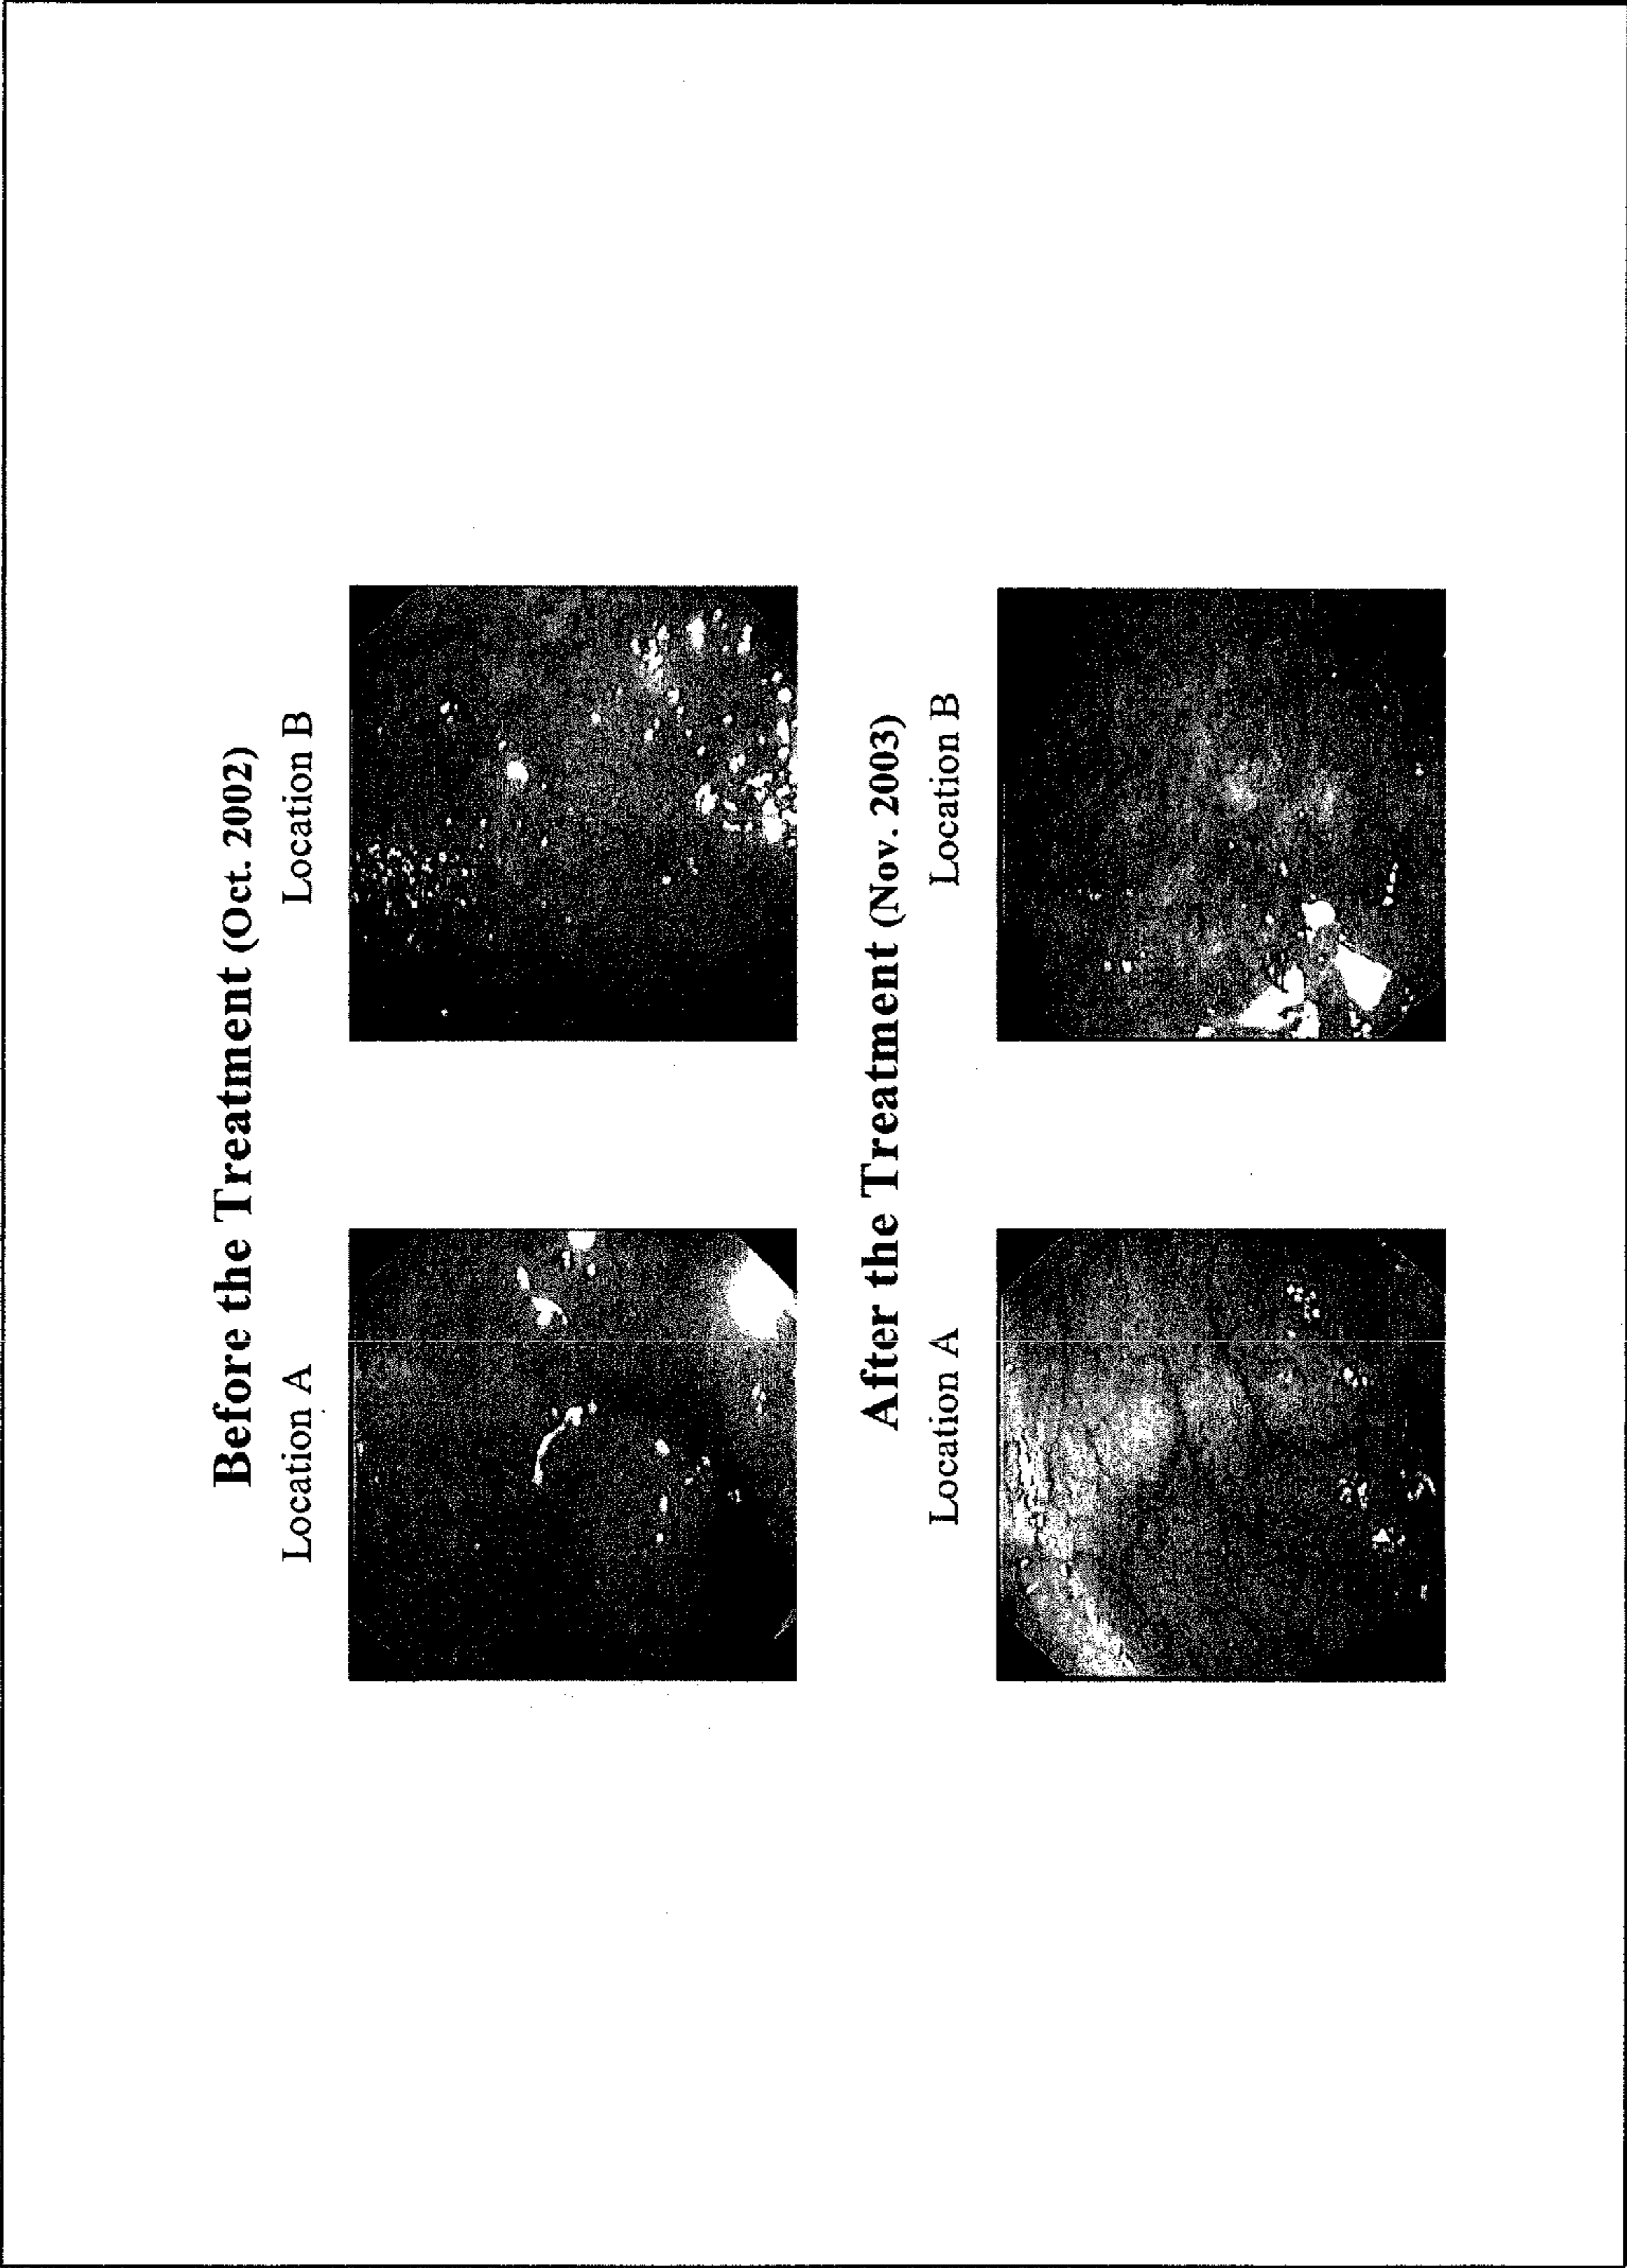 Before the Treatment (Oct. 2002)
Location A
Location B
After the Treatment (Nov. 2003)
Location A
Location B